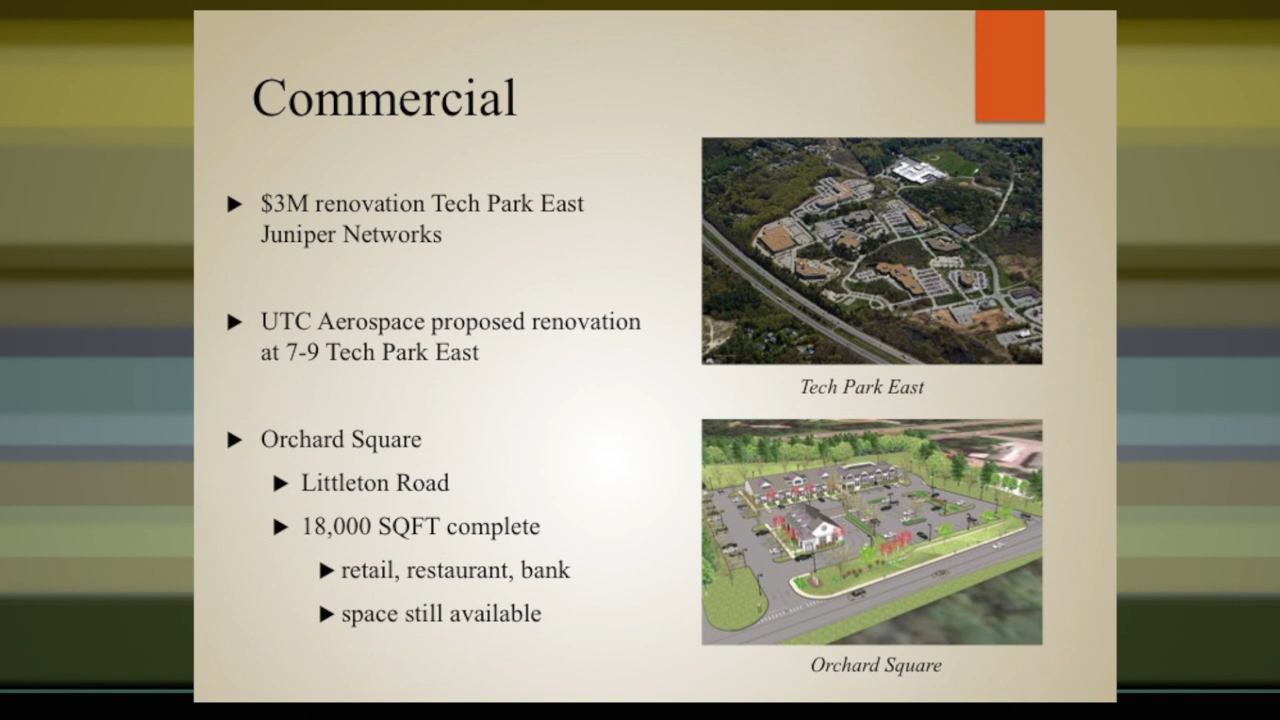 Commercial
$3M renovation Tech Park East
Juniper Networks
UTC Aerospace proposed renovation
at 7-9 Tech Park East
Orchard Square
Littleton Road
18,000 SQFT complete
retail, restaurant, bank
space still available
Tech Park East
Orchard Square